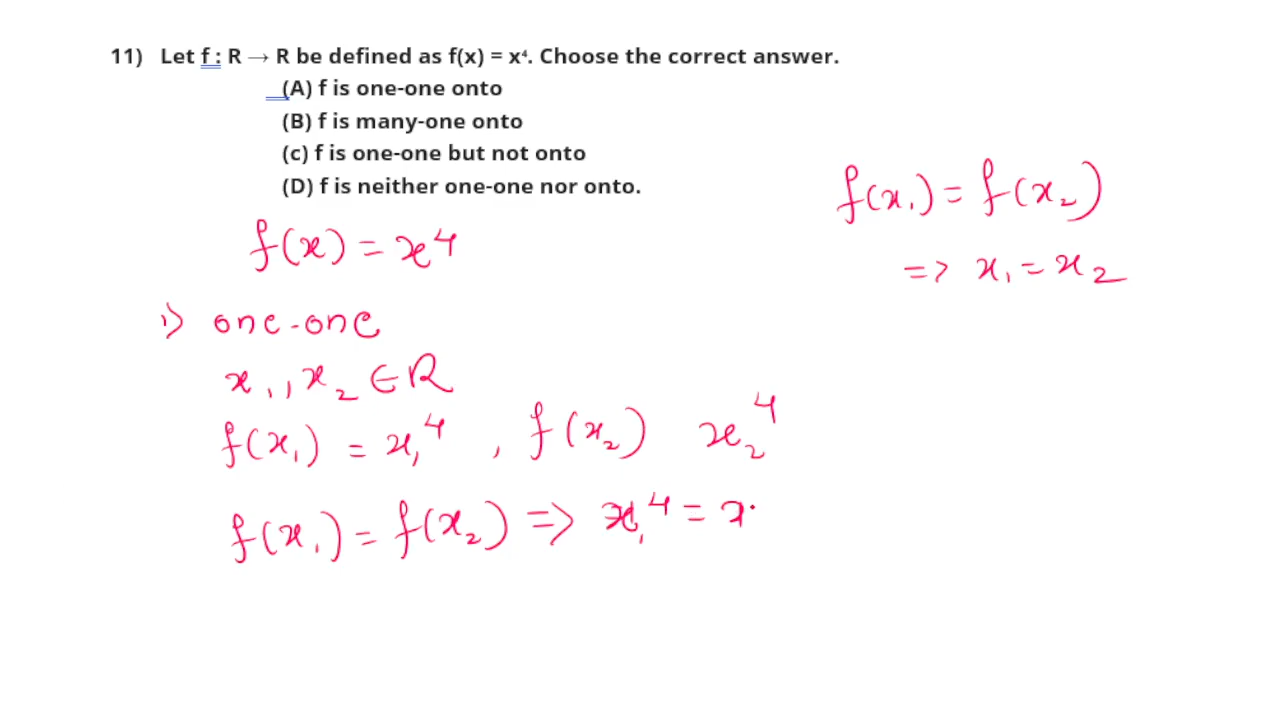 11) Let f : R → R be defined as f(x) = x⁴. Choose the correct answer.
(A) f is one-one onto
(B) f is many-one onto
(c) f is one-one but not onto
(D) f is neither one-one nor onto.
f(x₁) = f(x₂)
=> x₁ = x₂
f(x) = x⁴
1) one-one
x₁, x₂ ∈ R
f(x₁) = x₁⁴ , f(x₂) x₂⁴
f(x₁) = f(x₂) => x₁⁴ =